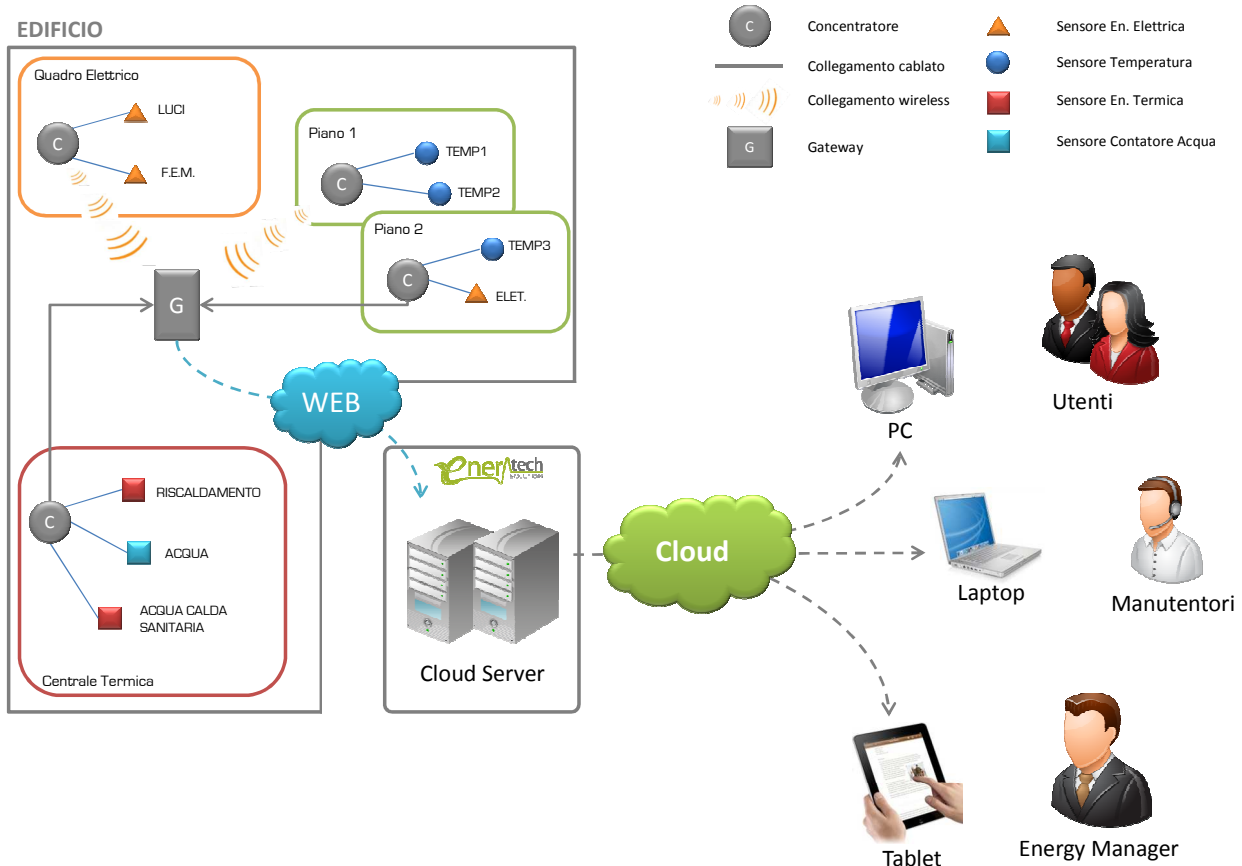 EDIFICIO
Quadro Elettrico
C
LUCI
F.E.M.
Piano 1
C
TEMP1
TEMP2
Piano 2
C
TEMP3
ELET.
G
WEB
C
RISCALDAMENTO
ACQUA
ACQUA CALDA
SANITARIA
Centrale Termica
enertech
SOLUTION
Cloud Server
Cloud
C
Concentratore
Collegamento cablato
Collegamento wireless
G
Gateway
Sensore En. Elettrica
Sensore Temperatura
Sensore En. Termica
Sensore Contatore Acqua
PC
Utenti
Laptop
Manutentori
Tablet
Energy Manager